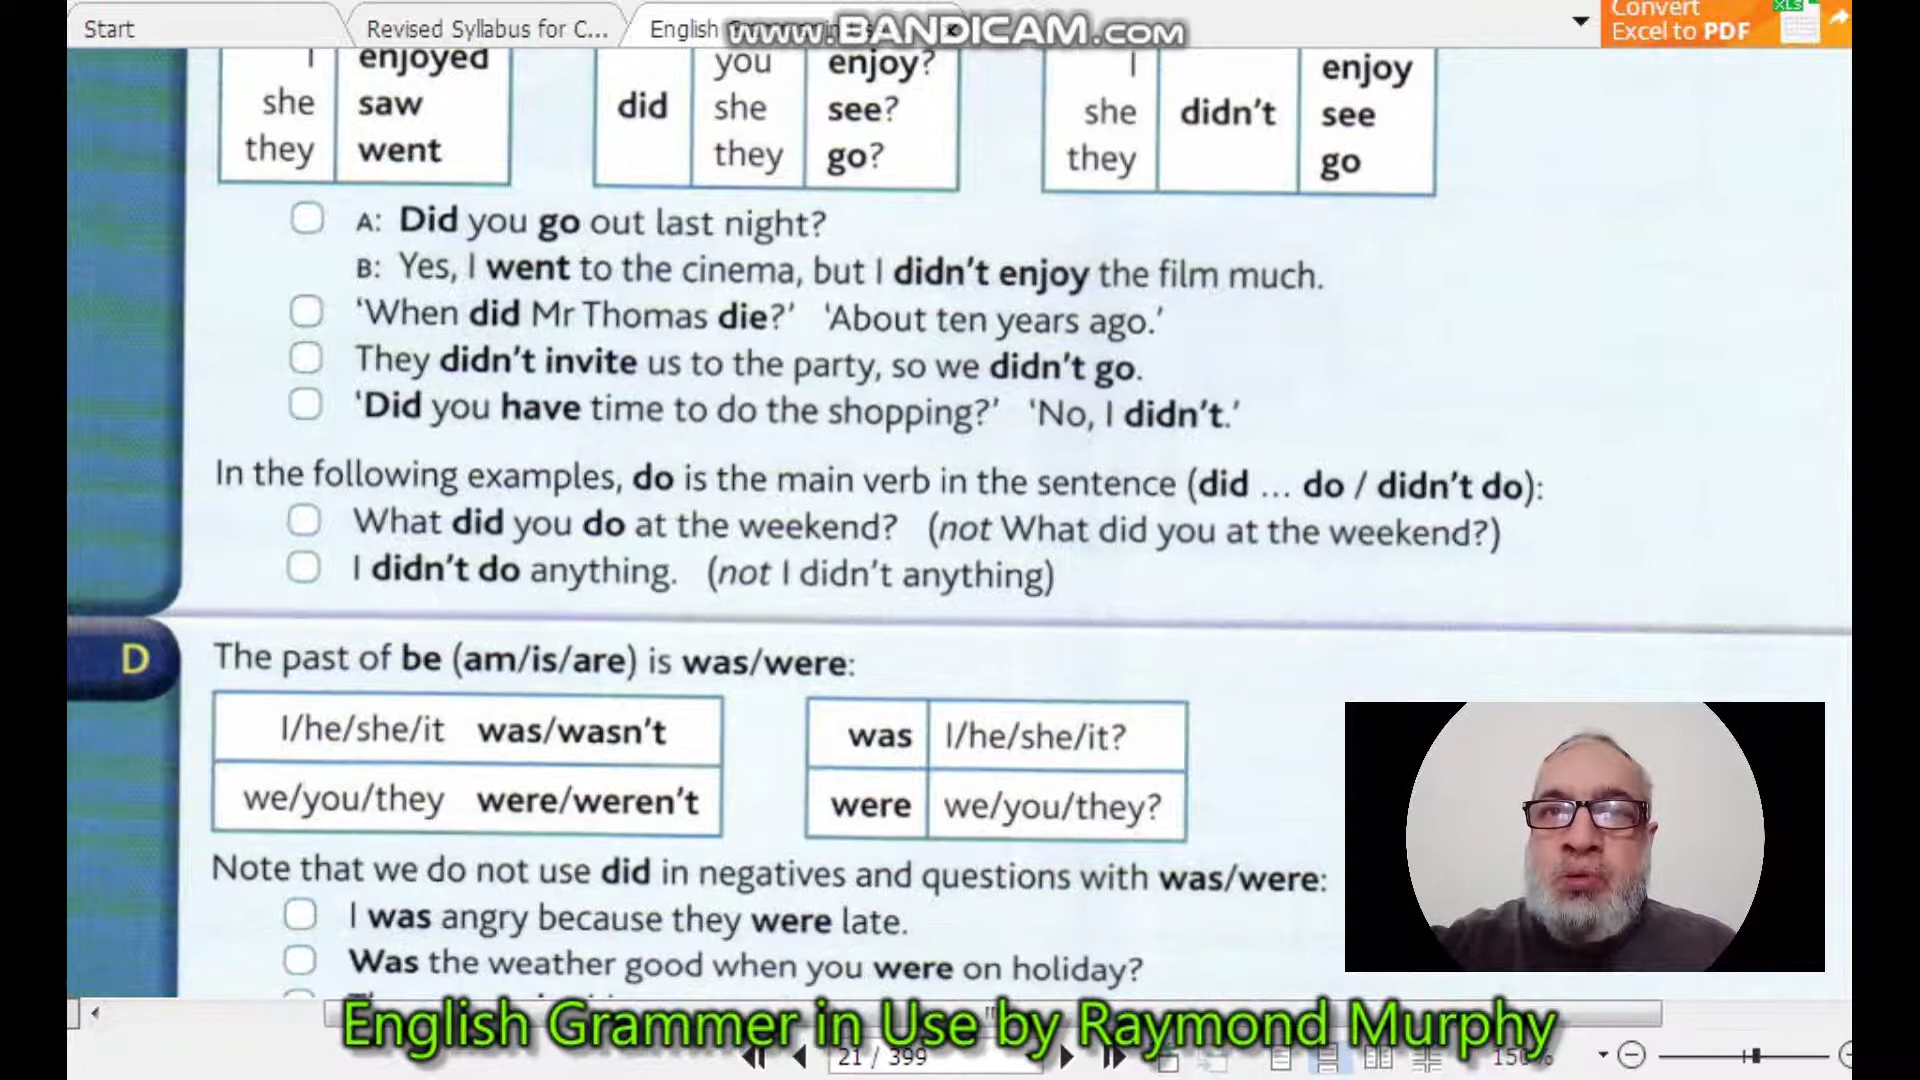 Start
Revised Syllabus for C...
English
www.BANDICAM.com
Convert
Excel to PDF
XLS
I enjoyed
she saw
they went
you enjoy?
did she see?
they go?
I enjoy
she didn't see
they go
A: Did you go out last night?
B: Yes, I went to the cinema, but I didn't enjoy the film much.
'When did Mr Thomas die?' 'About ten years ago.'
They didn't invite us to the party, so we didn't go.
'Did you have time to do the shopping?' 'No, I didn't.'
In the following examples, do is the main verb in the sentence (did ... do / didn't do):
What did you do at the weekend? (not What did you at the weekend?)
I didn't do anything. (not I didn't anything)
D
The past of be (am/is/are) is was/were:
I/he/she/it was/wasn't
we/you/they were/weren't
was I/he/she/it?
were we/you/they?
Note that we do not use did in negatives and questions with was/were:
I was angry because they were late.
Was the weather good when you were on holiday?
English Grammer in Use by Raymond Murphy
21 / 399
150%